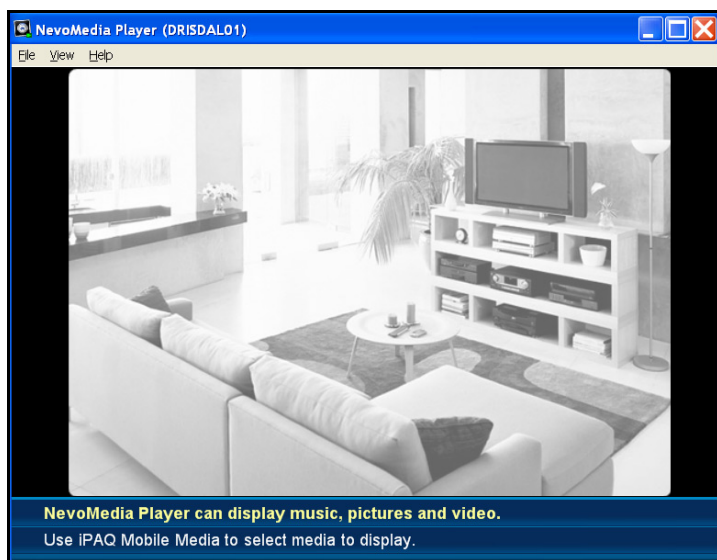 NevoMedia Player (DRISDAL01)
File View Help
NevoMedia Player can display music, pictures and video.
Use iPAQ Mobile Media to select media to display.